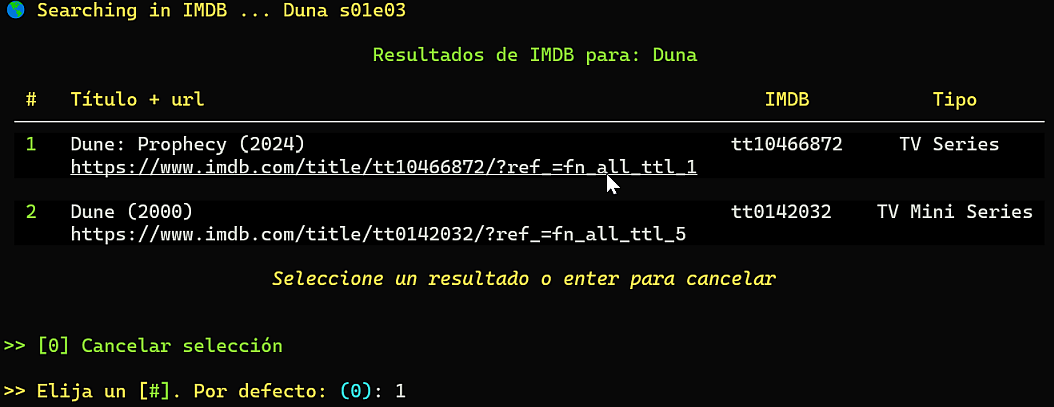 Searching in IMDB ... Duna s01e03
Resultados de IMDB para: Duna
# Título + url IMDB Tipo
1 Dune: Prophecy (2024) tt10466872 TV Series
https://www.imdb.com/title/tt10466872/?ref_=fn_all_ttl_1
2 Dune (2000) tt0142032 TV Mini Series
https://www.imdb.com/title/tt0142032/?ref_=fn_all_ttl_5
Seleccione un resultado o enter para cancelar
>> [0] Cancelar selección
>> Elija un [#]. Por defecto: (0): 1